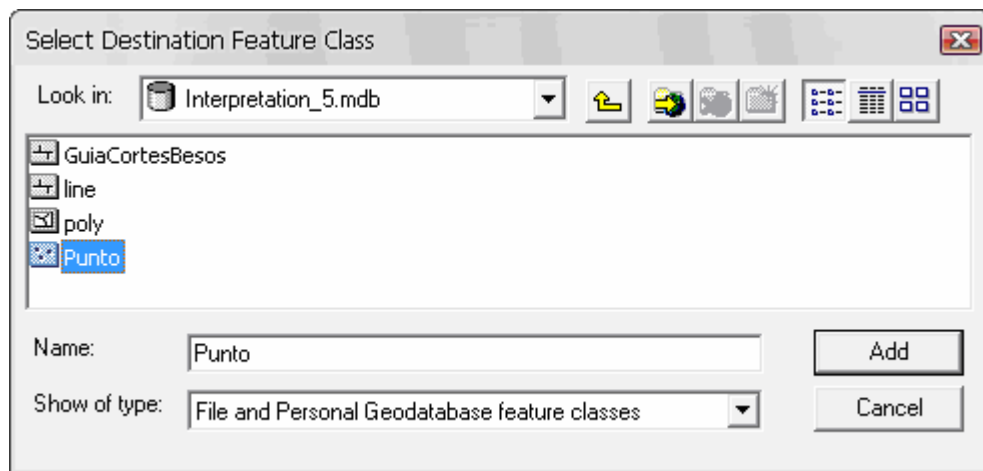 Select Destination Feature Class
Look in: Interpretation_5.mdb
GuiaCortesBesos
line
poly
Punto
Name: Punto Add
Show of type: File and Personal Geodatabase feature classes Cancel